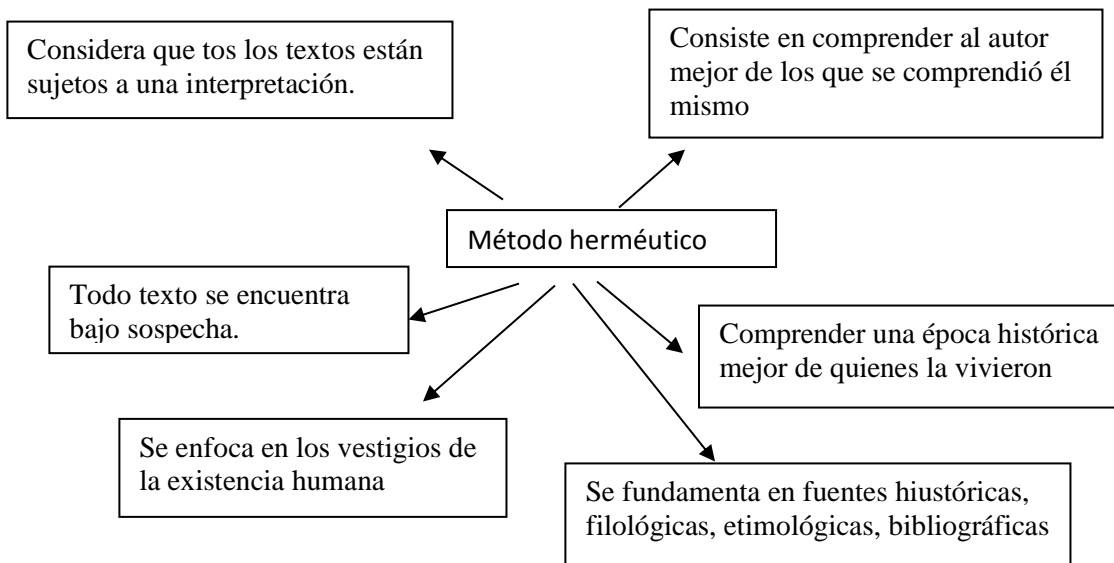 Considera que tos los textos están
sujetos a una interpretación.
Consiste en comprender al autor
mejor de los que se comprendió él
mismo
Método herméutico
Todo texto se encuentra
bajo sospecha.
Comprender una época histórica
mejor de quienes la vivieron
Se enfoca en los vestigios de
la existencia humana
Se fundamenta en fuentes hiustóricas,
filológicas, etimológicas, bibliográficas